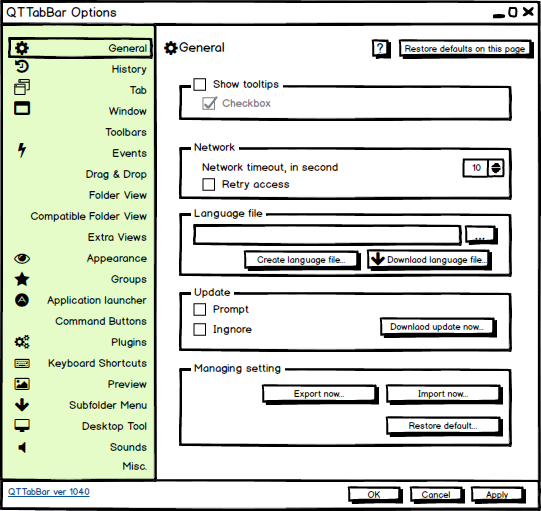 QTTabBar Options
General
History
Tab
Window
Toolbars
Events
Drag & Drop
Folder View
Compatible Folder View
Extra Views
Appearance
Groups
Application launcher
Command Buttons
Plugins
Keyboard Shortcuts
Preview
Subfolder Menu
Desktop Tool
Sounds
Misc.
General
?
Restore defaults on this page
Show tooltips
Checkbox
Network
Network timeout, in second
10
Retry access
Language file
...
Create language file...
Downlaod language file...
Update
Prompt
Ingnore
Downlaod update now...
Managing setting
Export now...
Import now...
Restore default...
QTTabBar ver 1040
OK
Cancel
Apply